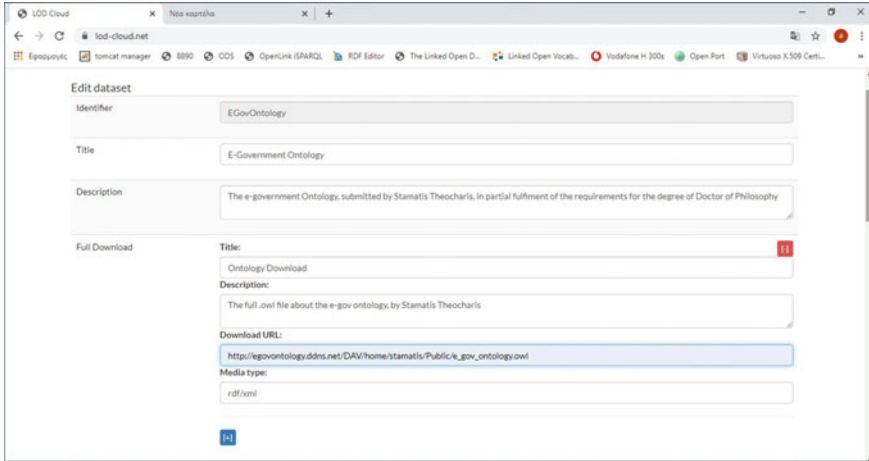 LOD Cloud
Νέα καρτέλα
lod-cloud.net
Εφαρμογές tomcat manager 8890 ODS OpenLink iSPARQL RDF Editor The Linked Open D... Linked Open Vocab... Vodafone H 300s Open Port Virtuoso X.509 Certi... »
Edit dataset
Identifier
EGovOntology
Title
E-Government Ontology
Description
The e-government Ontology, submitted by Stamatis Theocharis, in partial fulfiment of the requirements for the degree of Doctor of Philosophy
Full Download
Title:
[-]
Ontology Download
Description:
The full .owl file about the e-gov ontology, by Stamatis Theocharis
Download URL:
http://egovontology.ddns.net/DAV/home/stamatis/Public/e_gov_ontology.owl
Media type:
rdf/xml
[+]